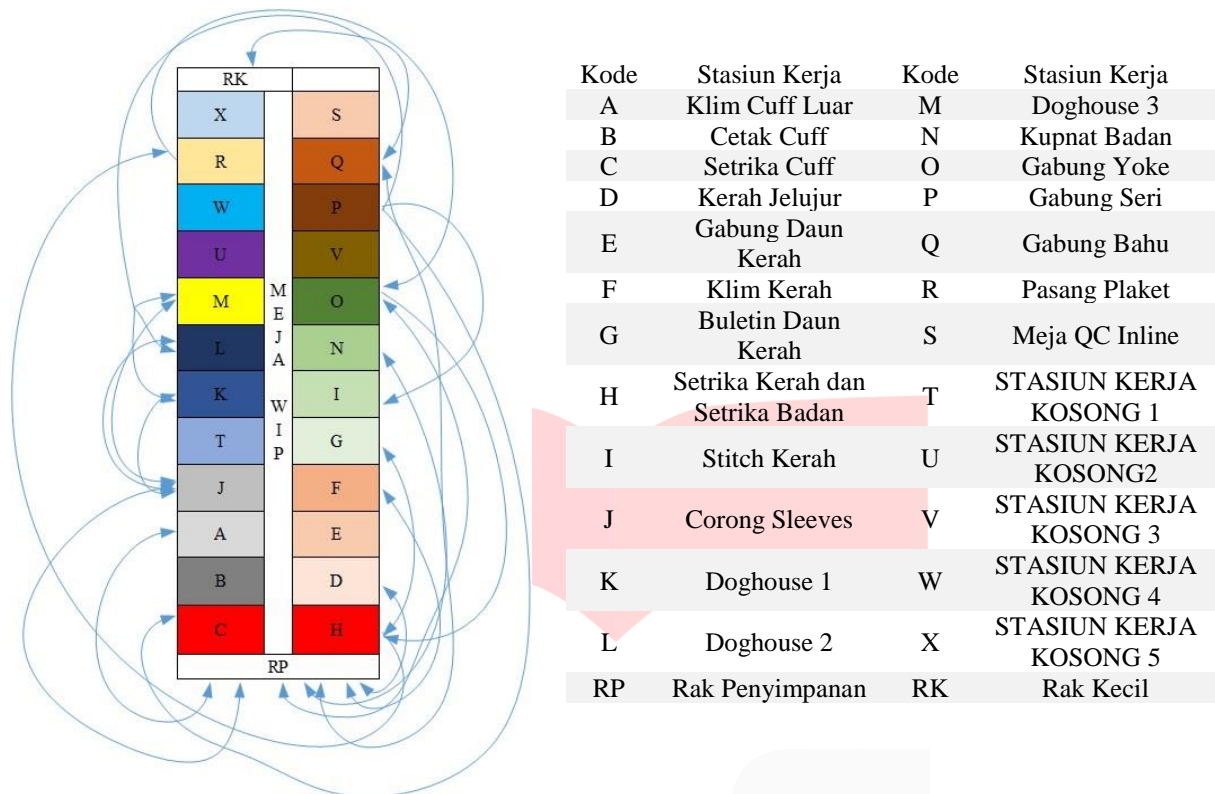 RK
X S
R Q
W P
U V
M O
L N
K I
T G
J F
A E
B D
C H
MEJA WIP
RP
Kode Stasiun Kerja Kode Stasiun Kerja
A Klim Cuff Luar M Doghouse 3
B Cetak Cuff N Kupnat Badan
C Setrika Cuff O Gabung Yoke
D Kerah Jelujur P Gabung Seri
E Gabung Daun Kerah Q Gabung Bahu
F Klim Kerah R Pasang Plaket
G Buletin Daun Kerah S Meja QC Inline
H Setrika Kerah dan Setrika Badan T STASIUN KERJA KOSONG 1
I Stitch Kerah U STASIUN KERJA KOSONG2
J Corong Sleeves V STASIUN KERJA KOSONG 3
K Doghouse 1 W STASIUN KERJA KOSONG 4
L Doghouse 2 X STASIUN KERJA KOSONG 5
RP Rak Penyimpanan RK Rak Kecil